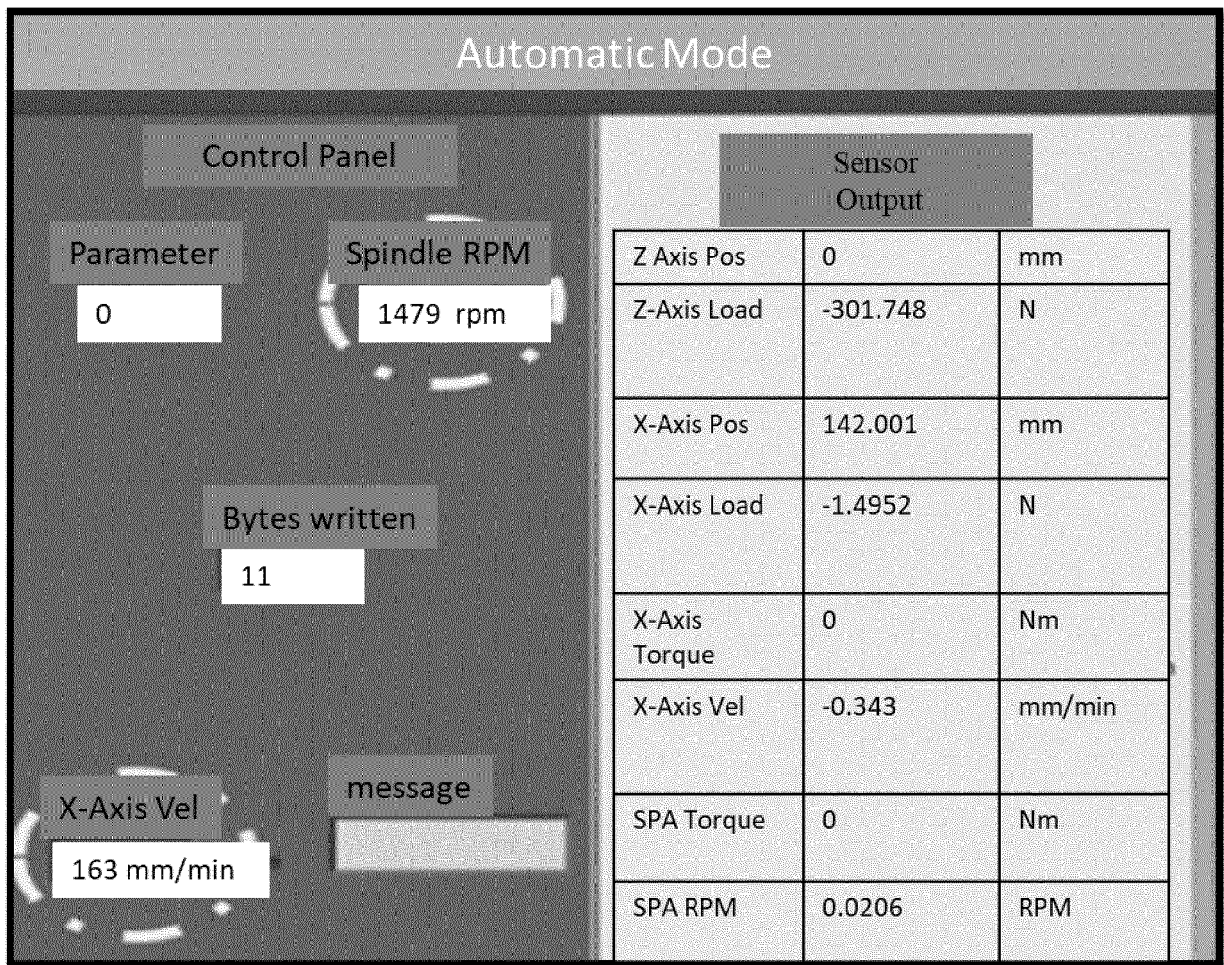 Automatic Mode
Control Panel
Parameter
0
Spindle RPM
1479 rpm
Bytes written
11
X-Axis Vel
163 mm/min
message
Sensor
Output
Z Axis Pos 0 mm
Z-Axis Load -301.748 N
X-Axis Pos 142.001 mm
X-Axis Load -1.4952 N
X-Axis
Torque 0 Nm
X-Axis Vel -0.343 mm/min
SPA Torque 0 Nm
SPA RPM 0.0206 RPM